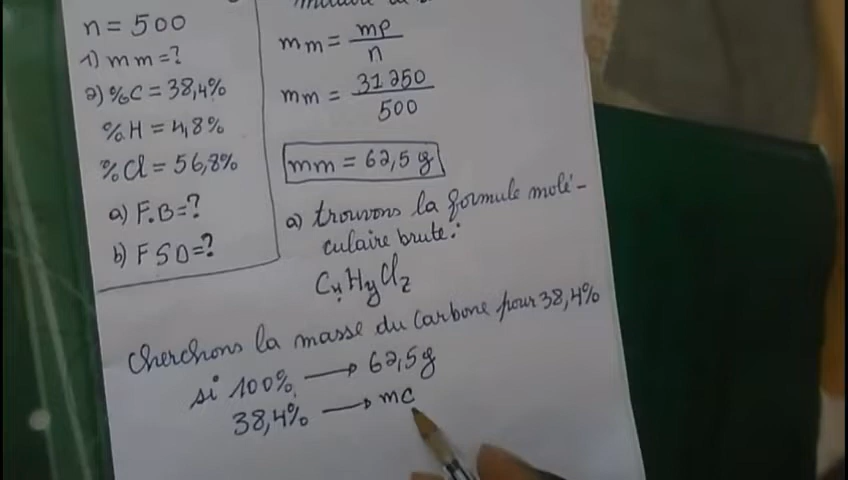 n = 500
1) mm = ?
2) %C = 38,4%
%H = 4,8%
%Cl = 56,8%
a) F.B = ?
b) F S D = ?
mm = mp / n
mm = 31250 / 500
mm = 62,5 g
a) trouvons la formule molé-
culaire brute :
CxHyClz
Cherchons la masse du carbone pour 38,4%
si 100% → 62,5g
38,4% → mc